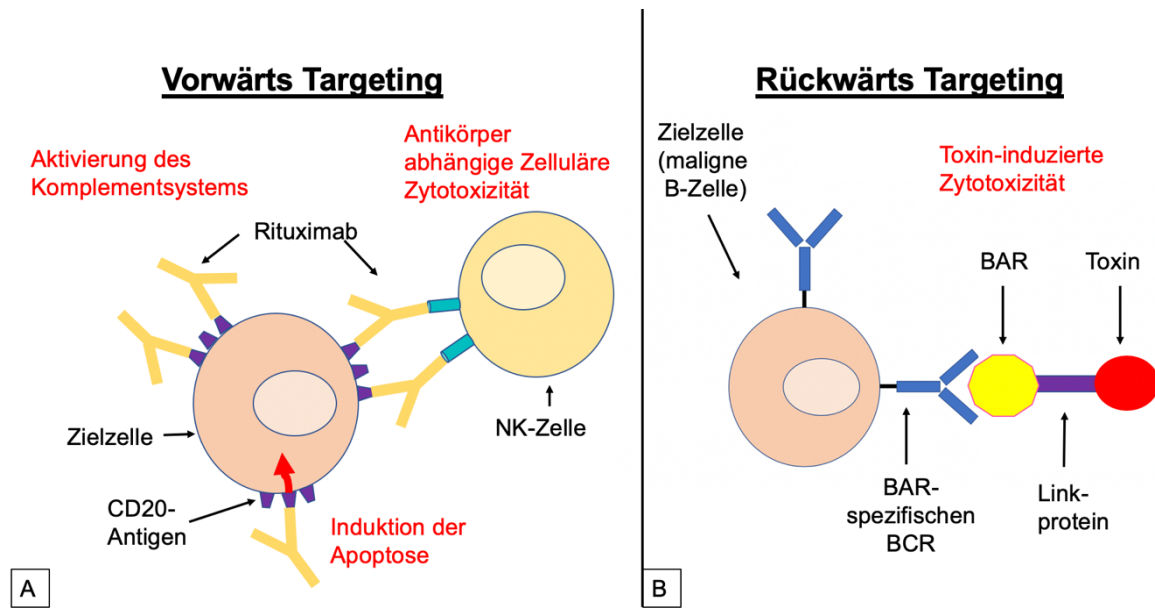 Vorwärts Targeting
Aktivierung des
Komplementsystems
Antikörper
abhängige Zelluläre
Zytotoxizität
Rituximab
Zielzelle
NK-Zelle
CD20-
Antigen
Induktion der
Apoptose
A
Rückwärts Targeting
Zielzelle
(maligne
B-Zelle)
Toxin-induzierte
Zytotoxizität
BAR
Toxin
BAR-
spezifischen
BCR
Link-
protein
B